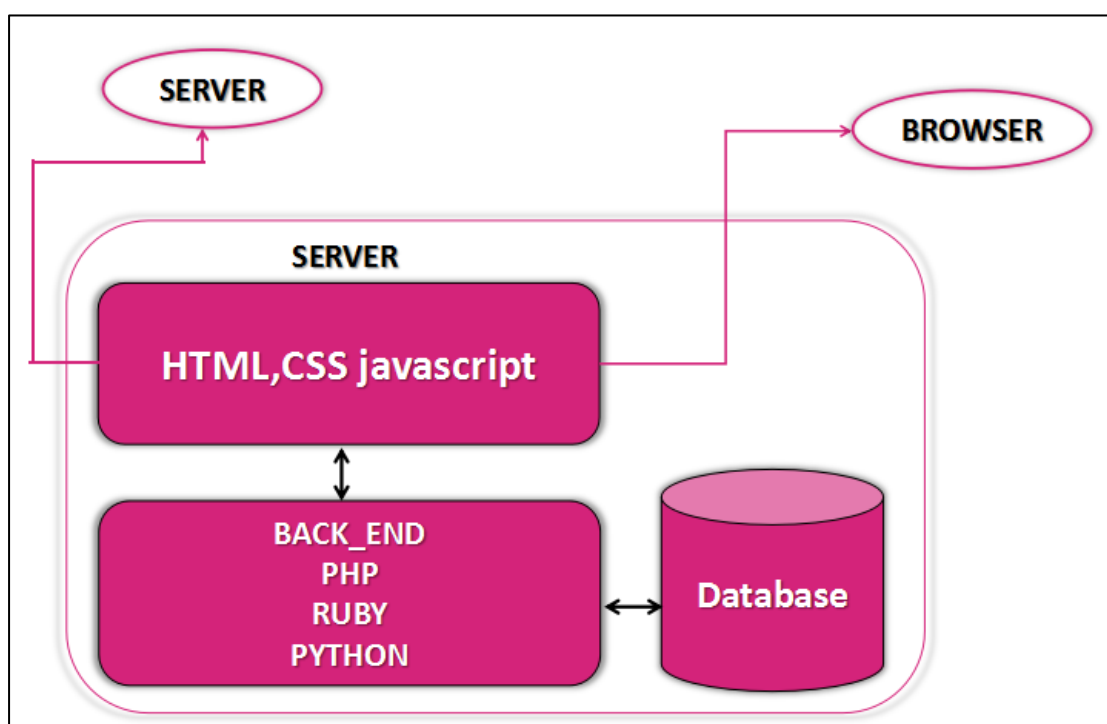 SERVER
BROWSER
SERVER
HTML,CSS javascript
BACK_END
PHP
RUBY
PYTHON
Database